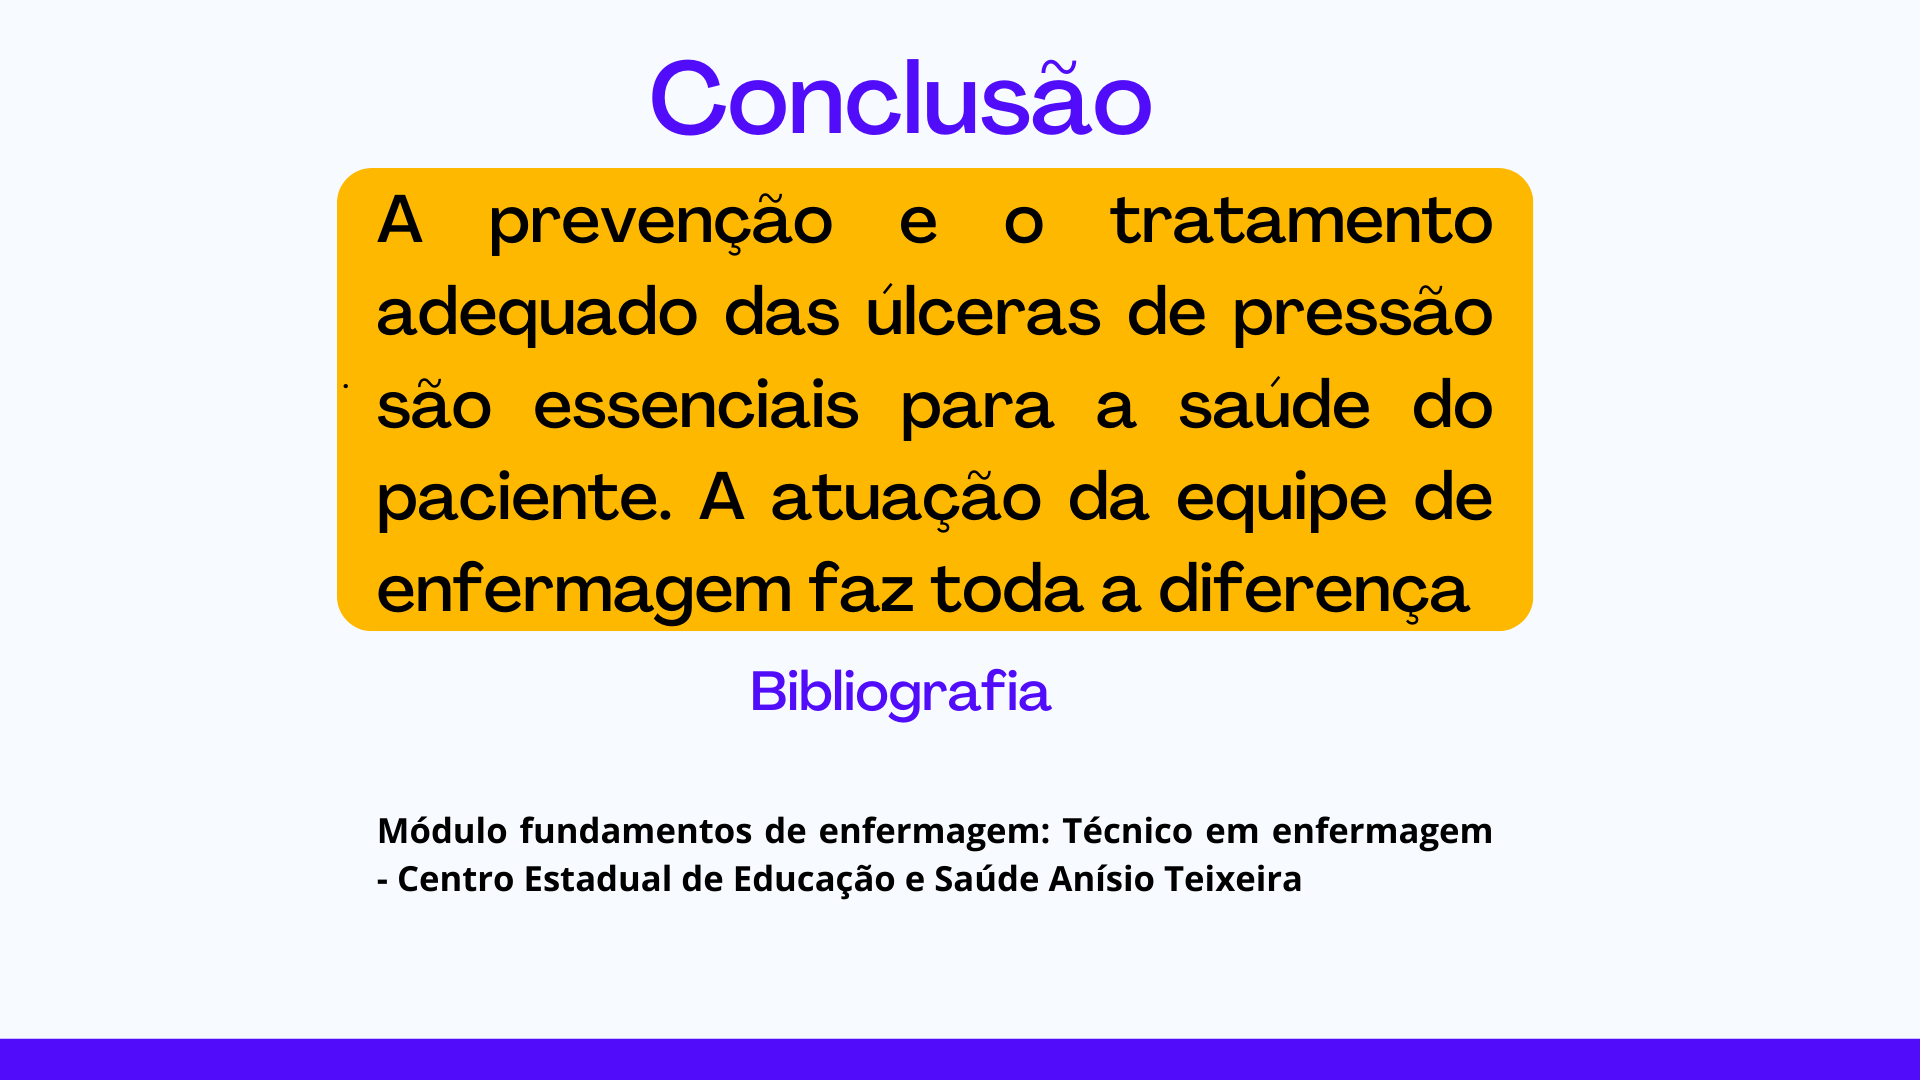 Conclusão
A prevenção e o tratamento
adequado das úlceras de pressão
são essenciais para a saúde do
paciente. A atuação da equipe de
enfermagem faz toda a diferença
.
Bibliografia
Módulo fundamentos de enfermagem: Técnico em enfermagem
- Centro Estadual de Educação e Saúde Anísio Teixeira